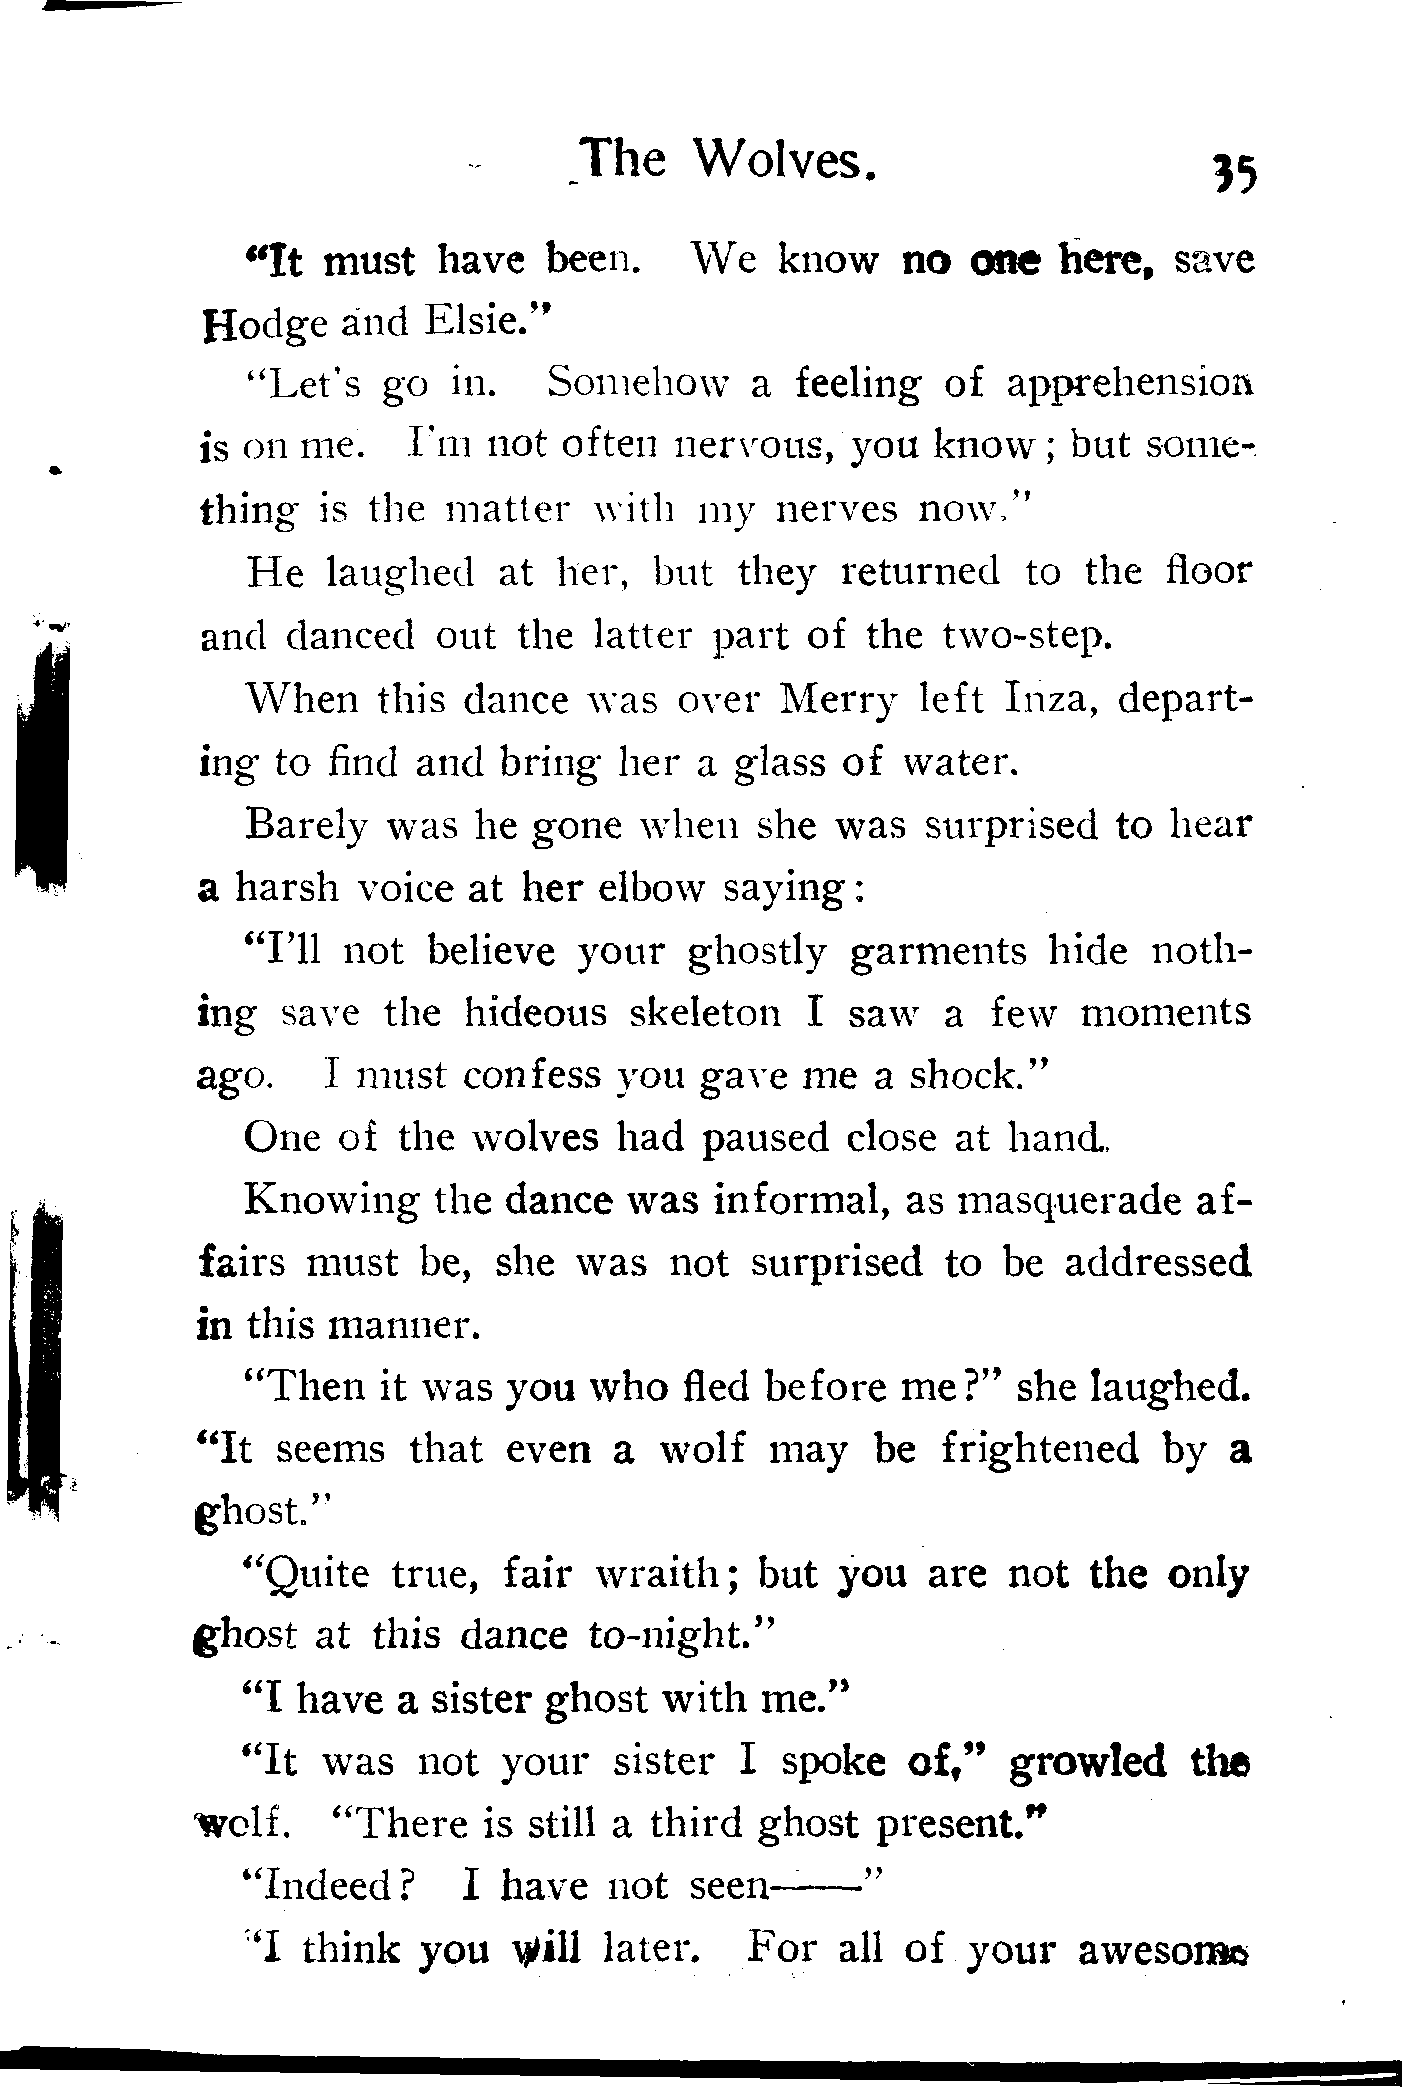 The Wolves. 35
“It must have been. We know no one here, save
Hodge and Elsie.”
“Let's go in. Somehow a feeling of apprehension
is on me. I'm not often nervous, you know; but some-
thing is the matter with my nerves now.”
He laughed at her, but they returned to the floor
and danced out the latter part of the two-step.
When this dance was over Merry left Inza, depart-
ing to find and bring her a glass of water.
Barely was he gone when she was surprised to hear
a harsh voice at her elbow saying:
“I'll not believe your ghostly garments hide noth-
ing save the hideous skeleton I saw a few moments
ago. I must confess you gave me a shock.”
One of the wolves had paused close at hand.
Knowing the dance was informal, as masquerade af-
fairs must be, she was not surprised to be addressed
in this manner.
“Then it was you who fled before me?” she laughed.
“It seems that even a wolf may be frightened by a
ghost.”
“Quite true, fair wraith; but you are not the only
ghost at this dance to-night.”
“I have a sister ghost with me.”
“It was not your sister I spoke of,” growled the
wolf. “There is still a third ghost present.”
“Indeed? I have not seen——”
“I think you will later. For all of your awesome